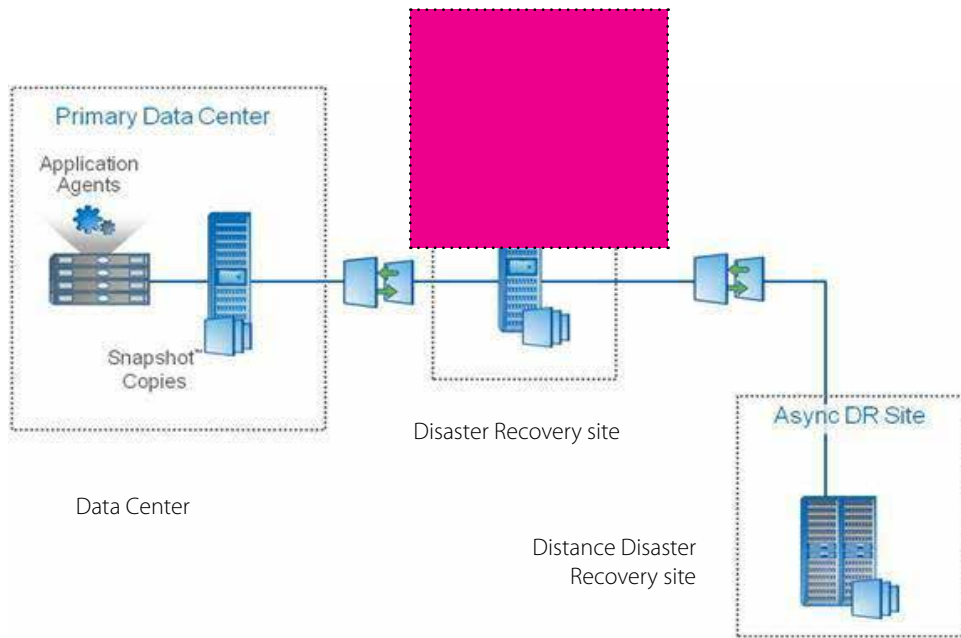 Primary Data Center
Application
Agents
Snapshot™
Copies
Disaster Recovery site
Async DR Site
Data Center
Distance Disaster
Recovery site